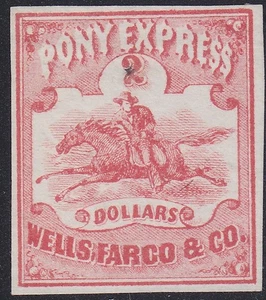 PONY EXPRESS
2
DOLLARS
WELLS, FARGO & CO.